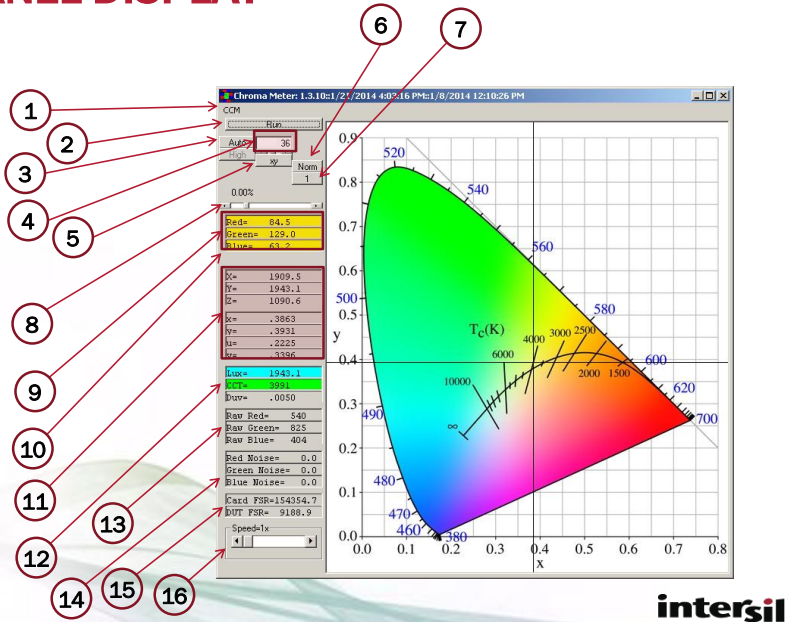 6
7
Chroma Meter: 1.3.10::1/21/2014 4:03:16 PM::1/8/2014 12:10:26 PM
1
CCM
2
Run
3
Auto
36
High
xy
Norm
1
4
0.00%
5
Red= 84.5
Green= 129.0
Blue= 63.2
8
X= 1909.5
Y= 1943.1
Z= 1090.6
x= .3863
y= .3931
u= .2225
v= .3396
9
Lux= 1943.1
CCT= 3991
Duv= .0050
10
Raw Red= 540
Raw Green= 825
Raw Blue= 404
11
Red Noise= 0.0
Green Noise= 0.0
Blue Noise= 0.0
13
Card FSR=154354.7
DUT FSR= 9188.9
12
Speed=1x
14
15
16
0.9
0.8
0.7
0.6
0.5
y
0.4
0.3
0.2
0.1
0.0
520
540
560
500
580
Tc(K)
4000
3000
2500
6000
600
2000
1500
10000
620
∞
490
700
480
470
460
380
0.0
0.1
0.2
0.3
0.4
0.5
0.6
0.7
0.8
x
intersil